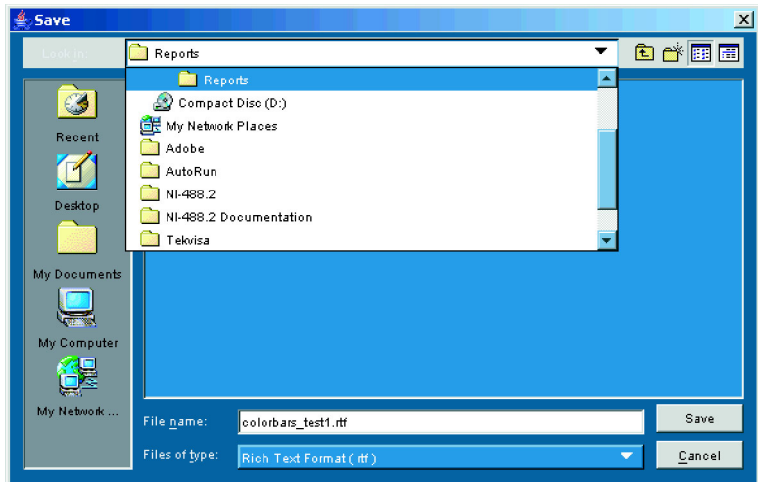 Save
Look in:
Reports
Reports
Compact Disc (D:)
My Network Places
Adobe
AutoRun
NI-488.2
NI-488.2 Documentation
Tekvisa
Recent
Desktop
My Documents
My Computer
My Network ...
File name:
colorbars_test1.rtf
Save
Files of type:
Rich Text Format ( rtf )
Cancel